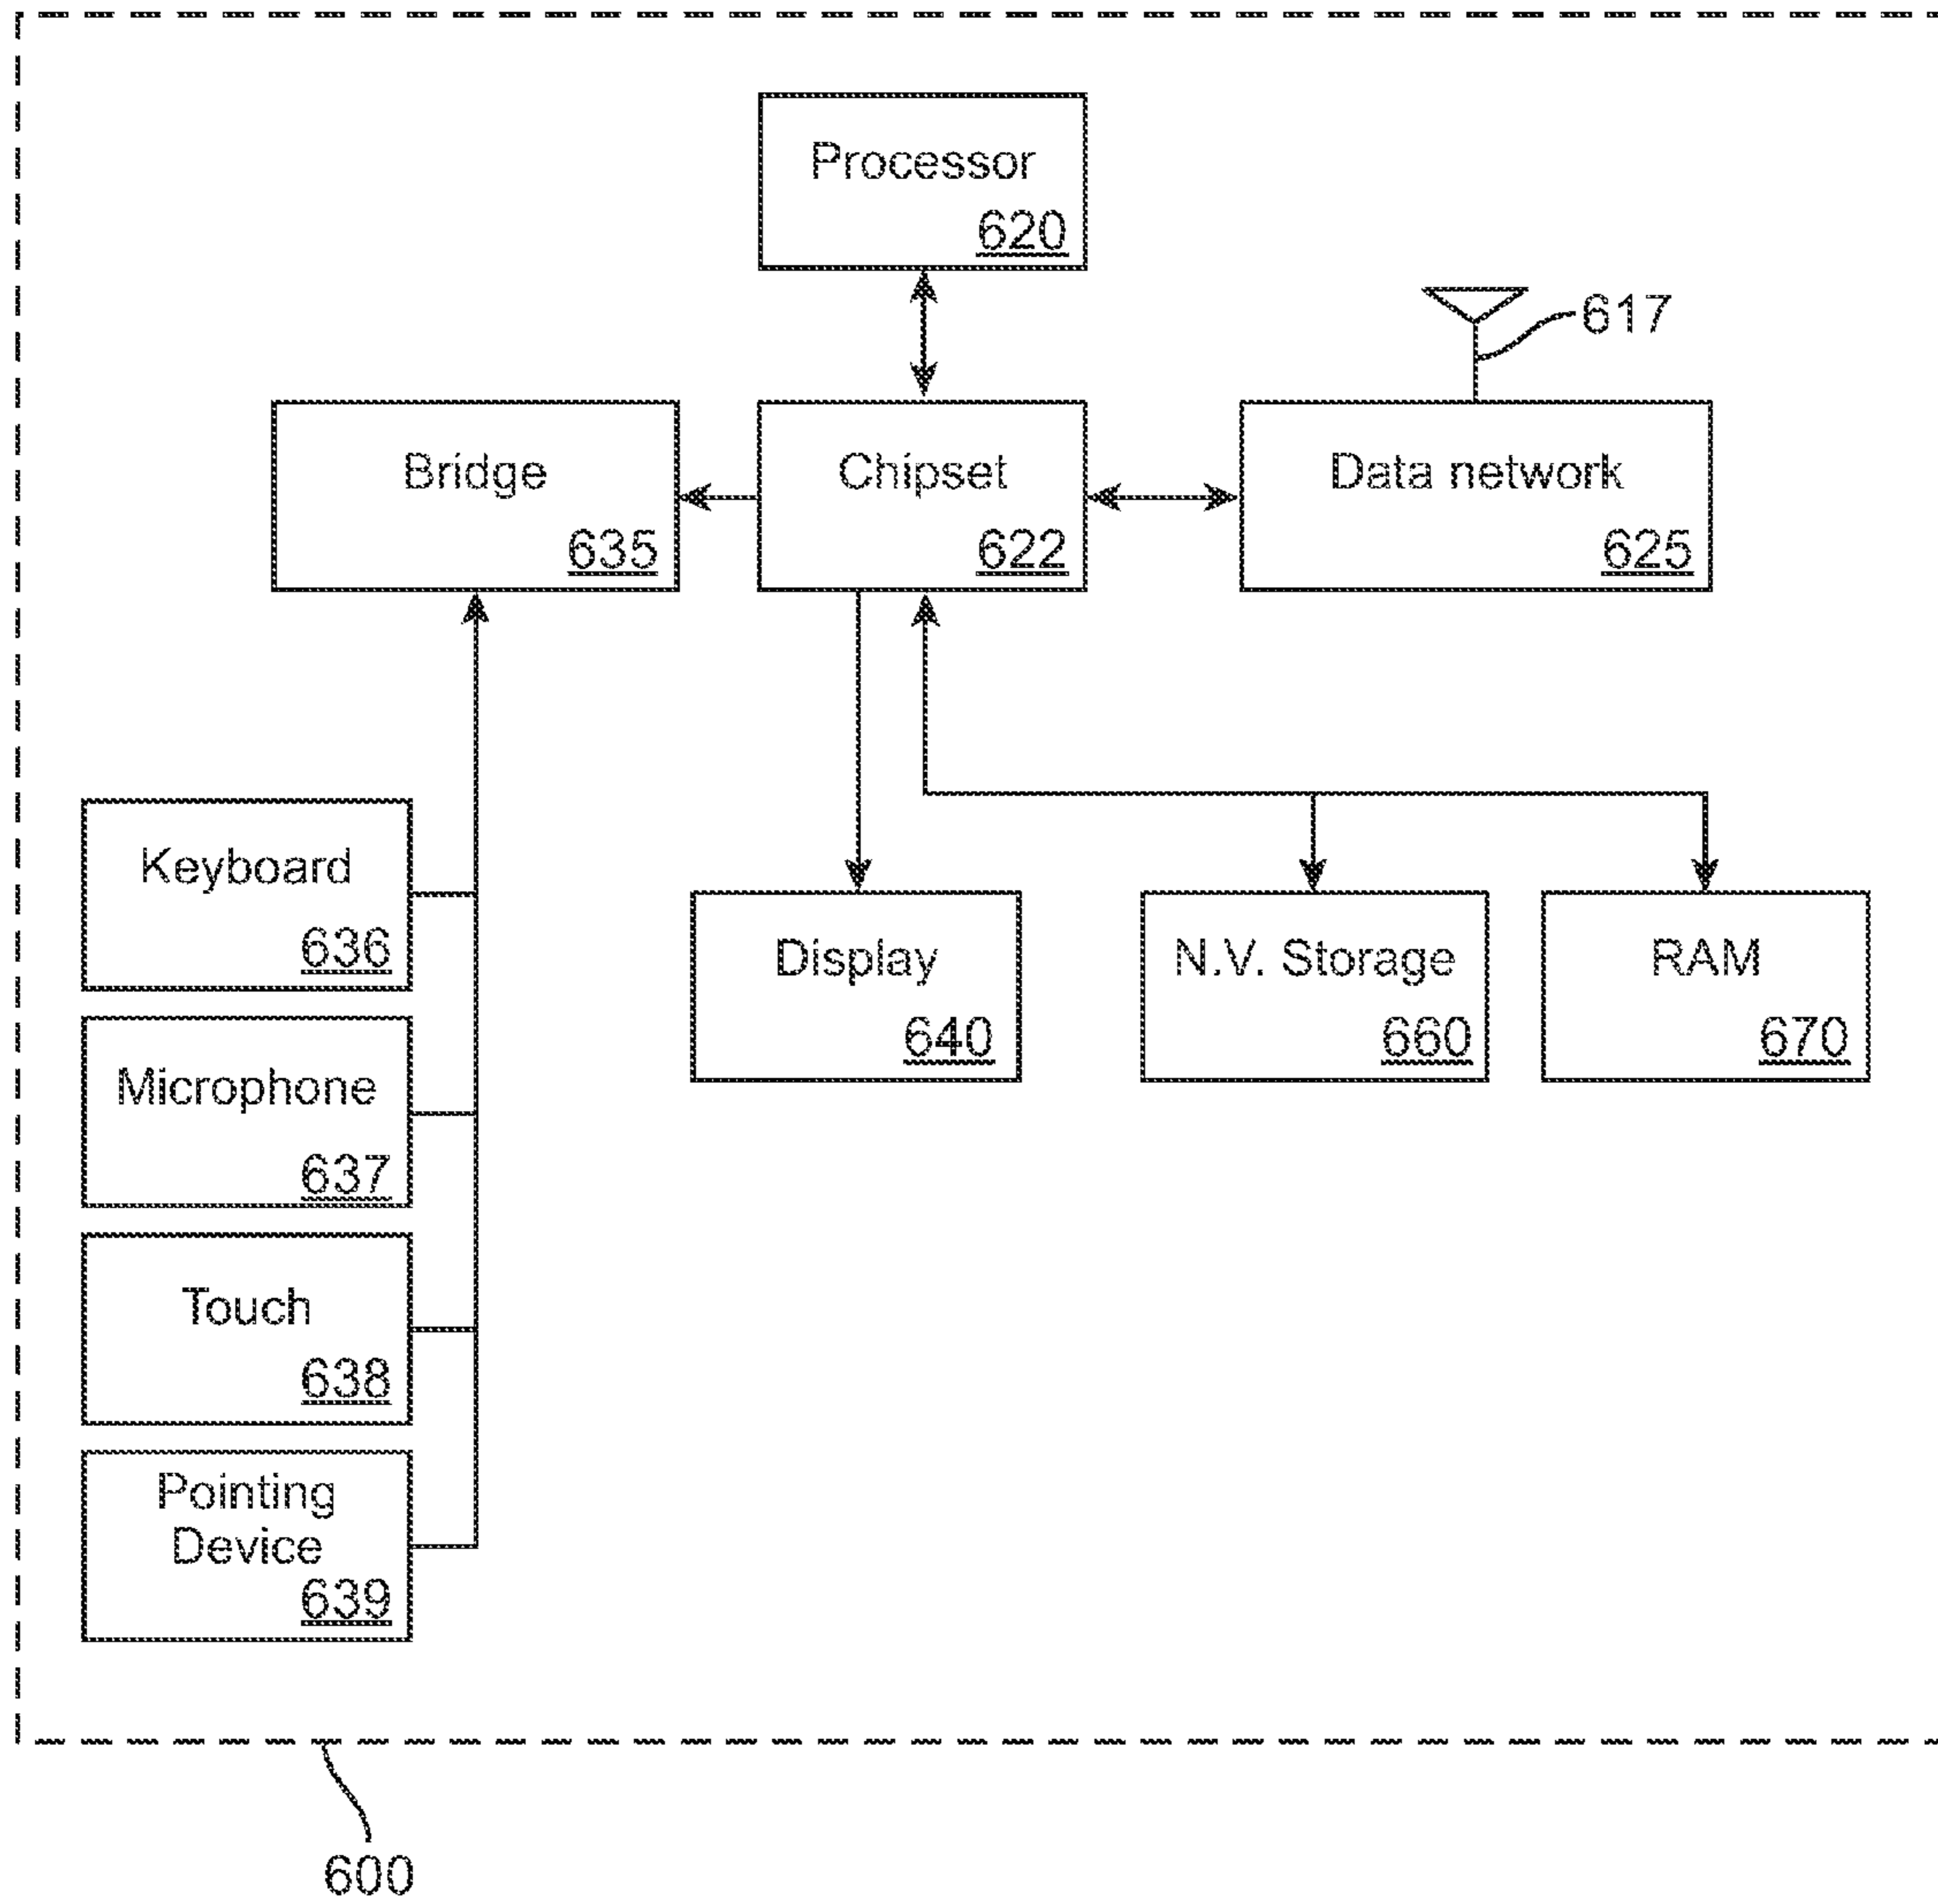 Processor
620
617
Bridge
635
Chipset
622
Data network
625
Keyboard
636
Microphone
637
Touch
638
Pointing
Device
639
Display
640
N.V. Storage
660
RAM
670
600